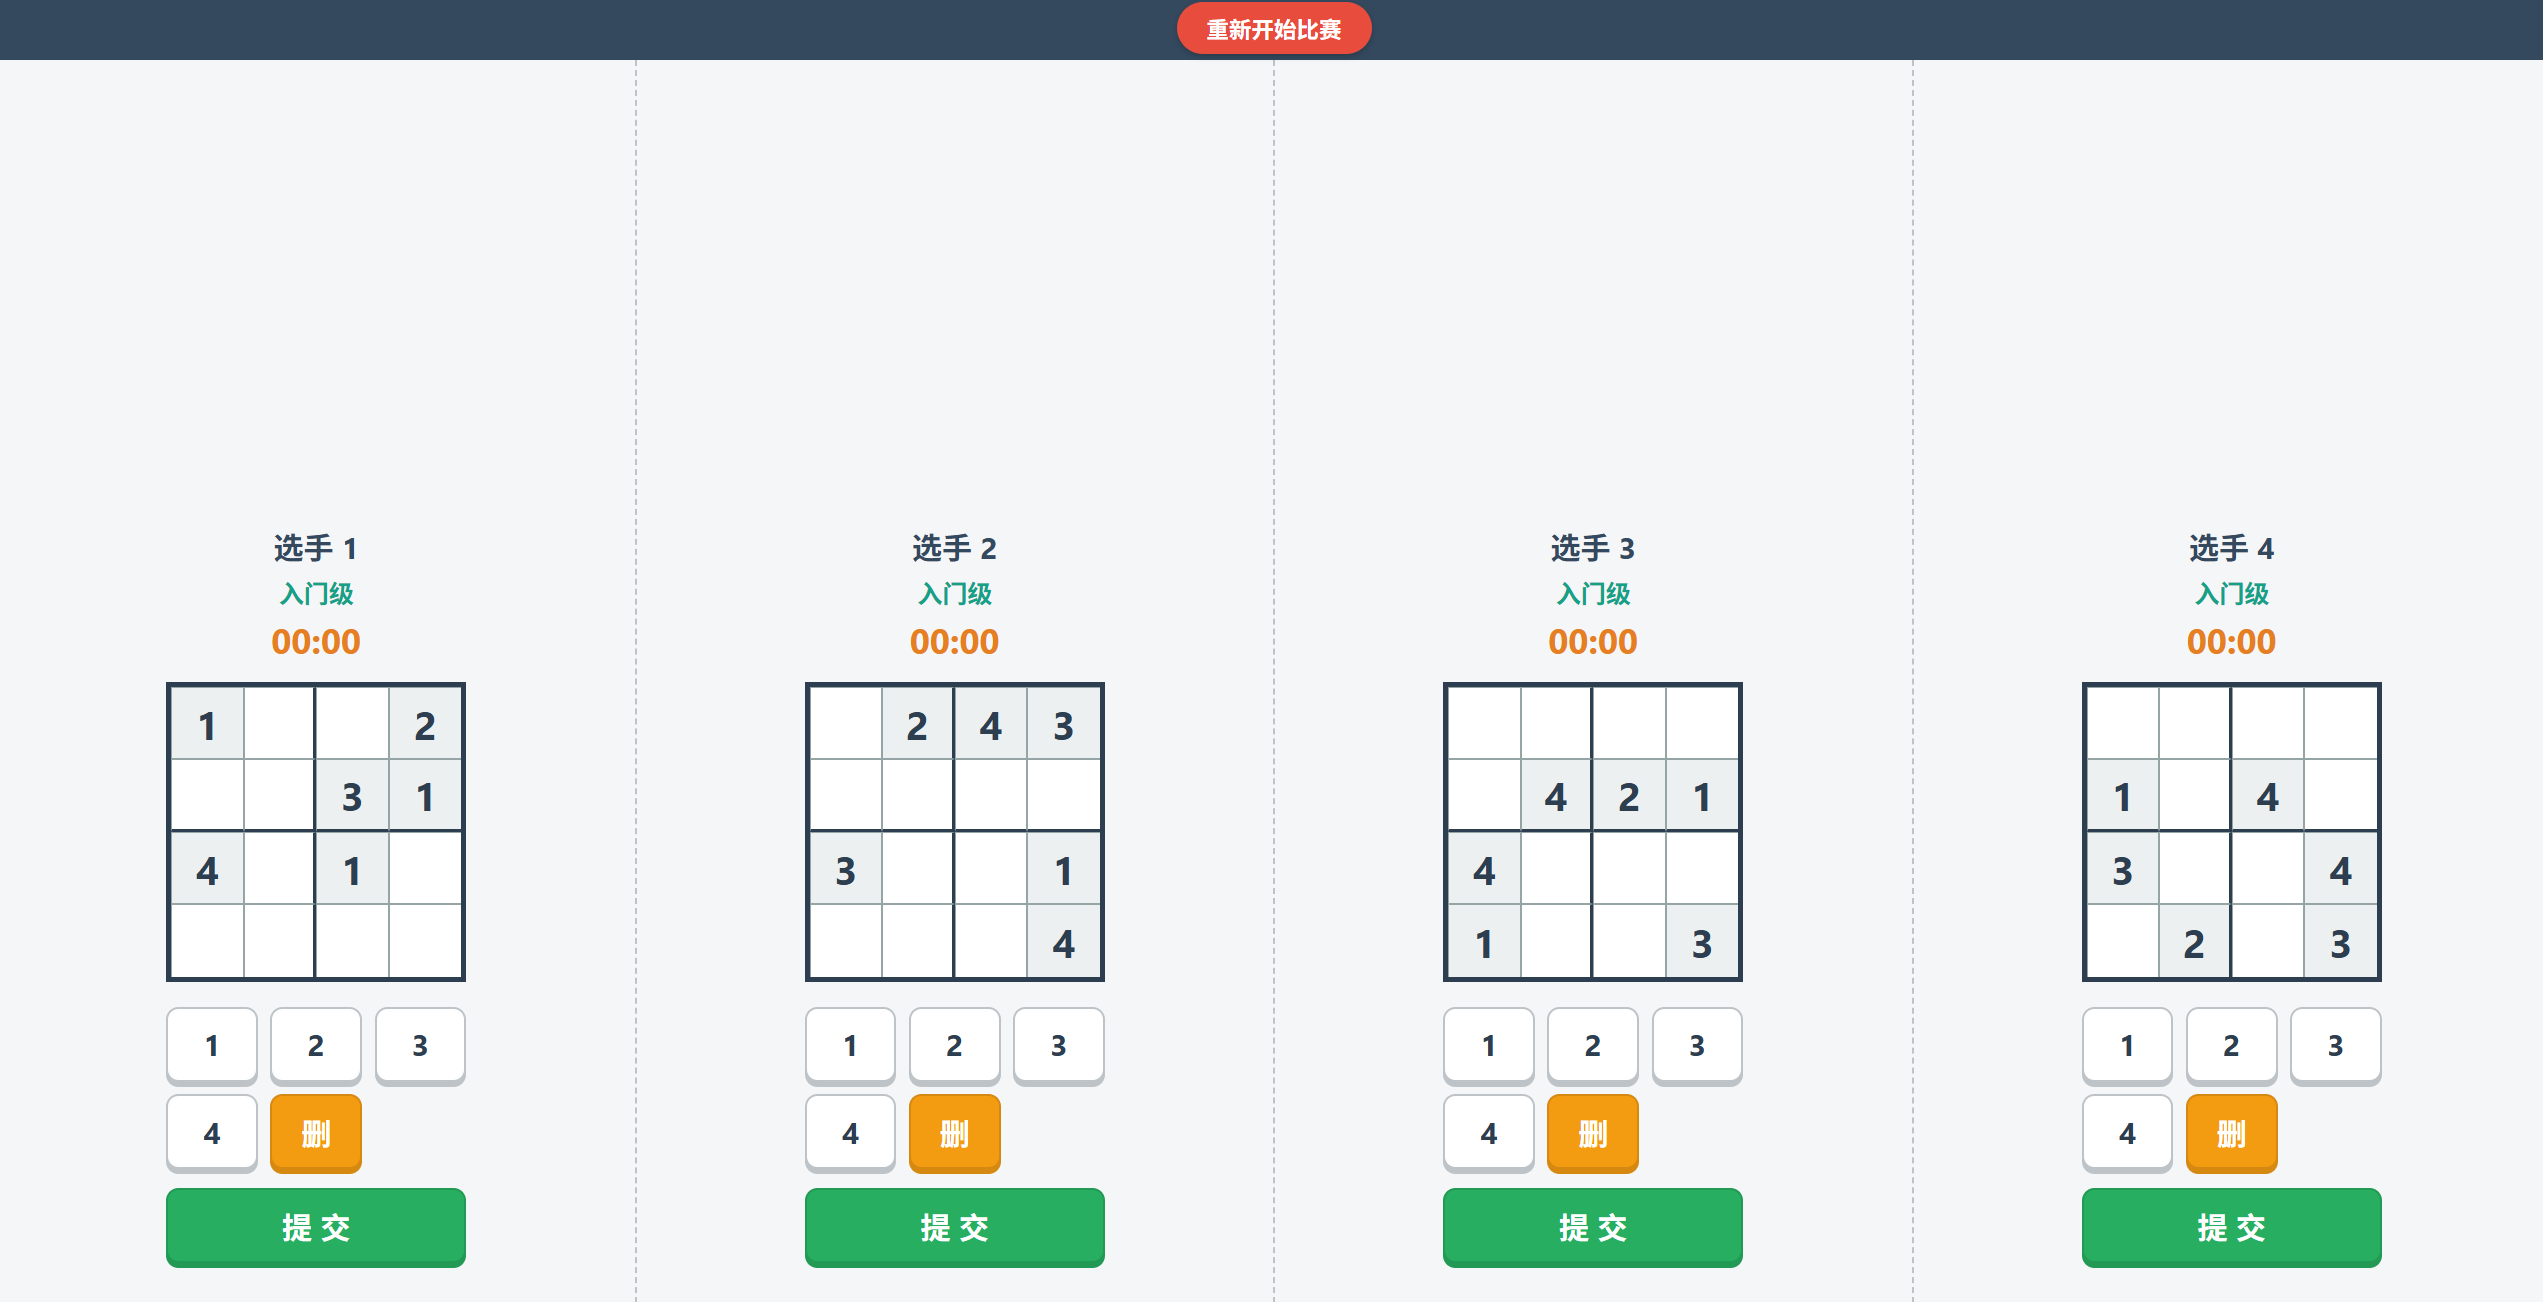 重新开始比赛
选手 1
入门级
00:00
1 2
3 1
4 1
1 2 3
4 删
提 交
选手 2
入门级
00:00
2 4 3
3 1
4
1 2 3
4 删
提 交
选手 3
入门级
00:00
4 2 1
4
1 3
1 2 3
4 删
提 交
选手 4
入门级
00:00
1 4
3 4
2 3
1 2 3
4 删
提 交